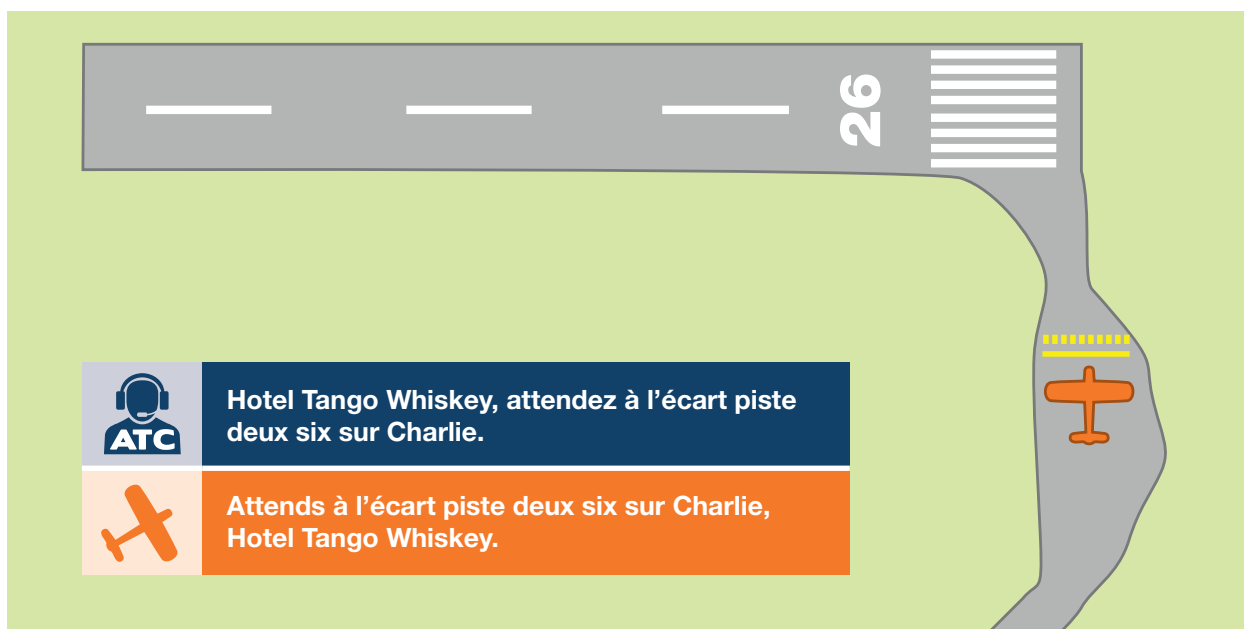 26
Hotel Tango Whiskey, attendez à l’écart piste
deux six sur Charlie.
ATC
Attends à l’écart piste deux six sur Charlie,
Hotel Tango Whiskey.